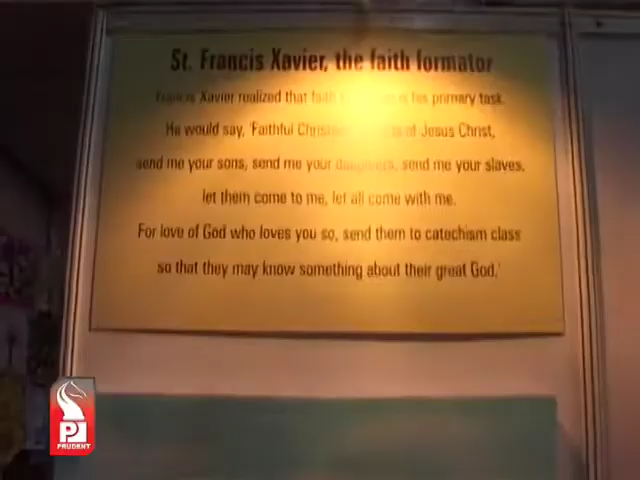 St. Francis Xavier, the faith formator
Francis Xavier realized that faith is his primary task.
He would say, 'Faithful of Jesus Christ,
send me your sons, send me your daughters, send me your slaves,
let them come to me, let all come with me.
For love of God who loves you so, send them to catechism class
so that they may know something about their great God.'
PRUDENT